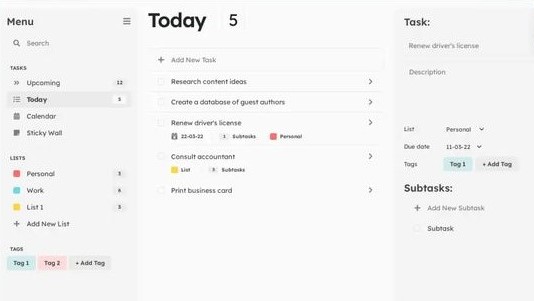 Menu
Search
TASKS
Upcoming 12
Today 5
Calendar
Sticky Wall
LISTS
Personal 3
Work 6
List 1 3
+ Add New List
TAGS
Tag 1 Tag 2 + Add Tag
Today 5
+ Add New Task
Research content ideas
Create a database of guest authors
Renew driver's license
22-03-22 1 Subtasks Personal
Consult accountant
List 3 Subtasks
Print business card
Task:
Renew driver's license
Description
List Personal
Due date 11-03-22
Tags Tag 1 + Add Tag
Subtasks:
+ Add New Subtask
Subtask